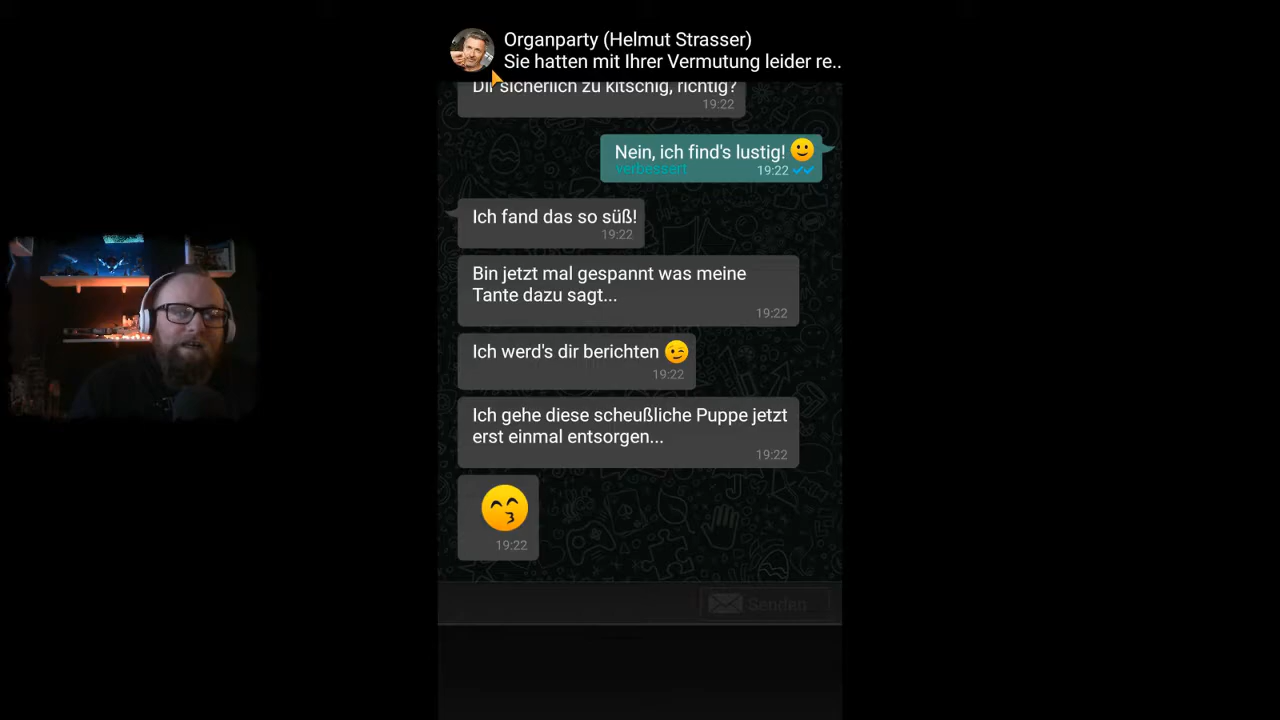 Organparty (Helmut Strasser)
Sie hatten mit Ihrer Vermutung leider re..
Dir sicherlich zu kitschig, richtig?
19:22
Nein, ich find's lustig! 🙂
verbessert
19:22
Ich fand das so süß!
19:22
Bin jetzt mal gespannt was meine
Tante dazu sagt...
19:22
Ich werd's dir berichten 😉
19:22
Ich gehe diese scheußliche Puppe jetzt
erst einmal entsorgen...
19:22
😙
19:22
Senden